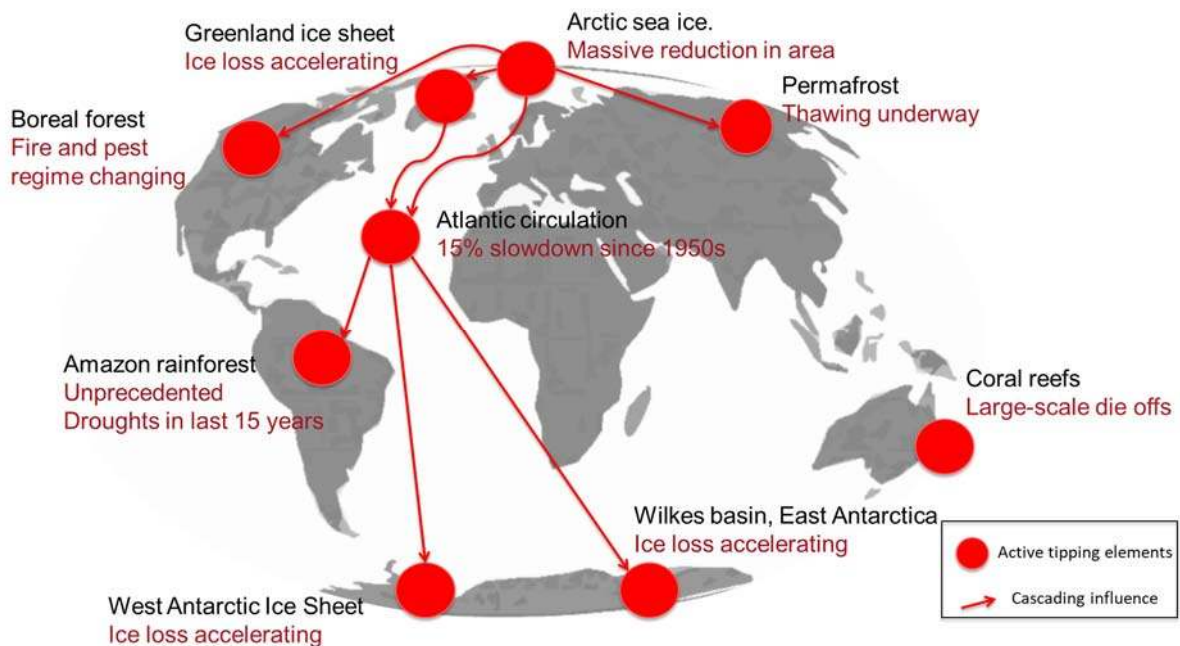 Greenland ice sheet
Ice loss accelerating
Arctic sea ice.
Massive reduction in area
Permafrost
Thawing underway
Boreal forest
Fire and pest
regime changing
Atlantic circulation
15% slowdown since 1950s
Amazon rainforest
Unprecedented
Droughts in last 15 years
Coral reefs
Large-scale die offs
Wilkes basin, East Antarctica
Ice loss accelerating
West Antarctic Ice Sheet
Ice loss accelerating
Active tipping elements
Cascading influence